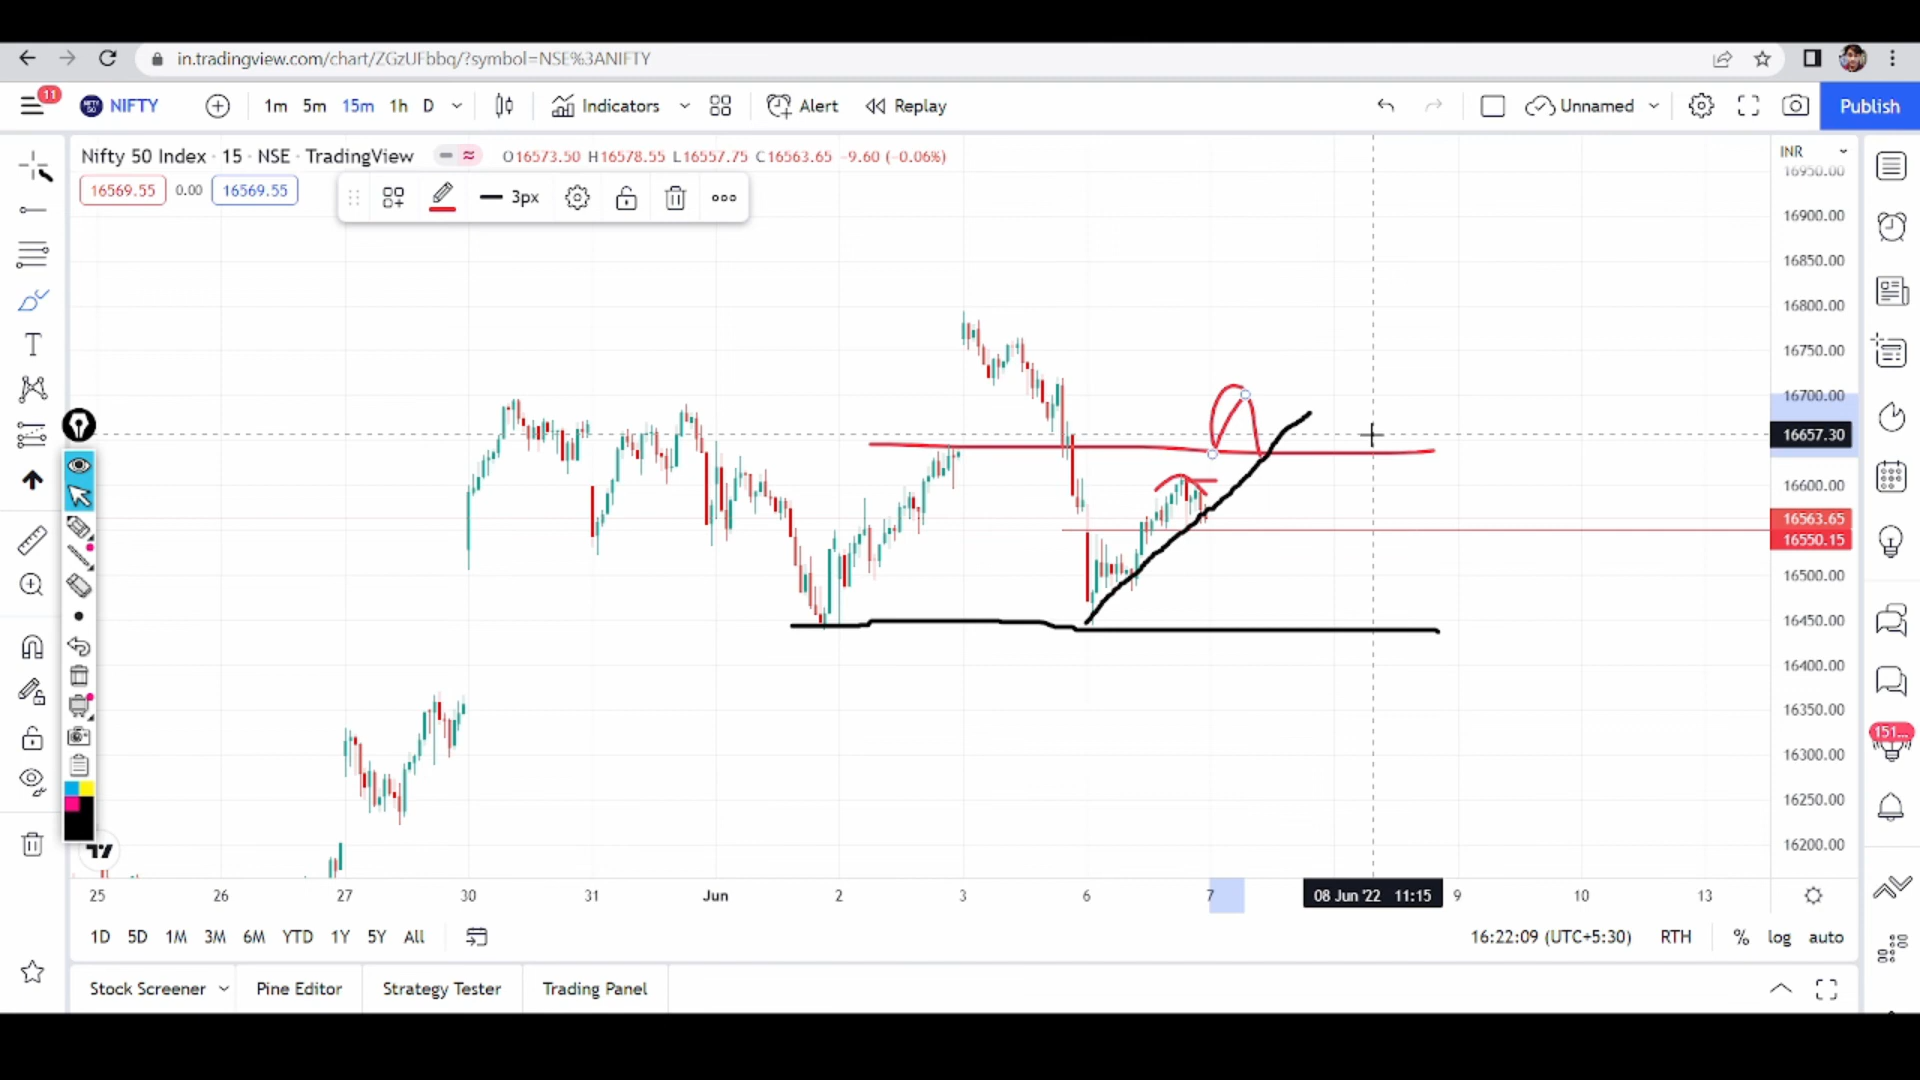 in.tradingview.com/chart/ZGzUFbbq/?symbol=NSE%3ANIFTY
11 NIFTY 1m 5m 15m 1h D Indicators Alert Replay Unnamed Publish
Nifty 50 Index · 15 · NSE · TradingView O16573.50 H16578.55 L16557.75 C16563.65 -9.60 (-0.06%)
INR
16569.55 0.00 16569.55
3px
16950.00
16900.00
16850.00
16800.00
16750.00
16700.00
16657.30
16600.00
16563.65
16550.15
16500.00
16450.00
16400.00
16350.00
16300.00
16250.00
16200.00
T
151...
25 26 27 30 31 Jun 2 3 6 7 08 Jun '22 11:15 9 10 13
1D 5D 1M 3M 6M YTD 1Y 5Y All 16:22:09 (UTC+5:30) RTH % log auto
Stock Screener Pine Editor Strategy Tester Trading Panel